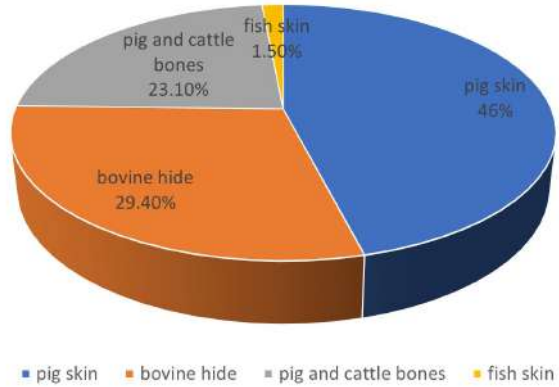 fish skin
1.50%
pig and cattle
bones
23.10%
pig skin
46%
bovine hide
29.40%
pig skin bovine hide pig and cattle bones fish skin